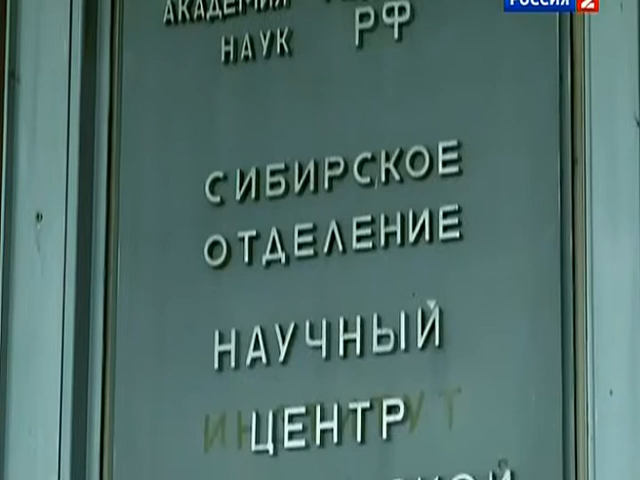 РОССИЯ 2
АКАДЕМИЯ
НАУК РФ
СИБИРСКОЕ
ОТДЕЛЕНИЕ
НАУЧНЫЙ
ЦЕНТР